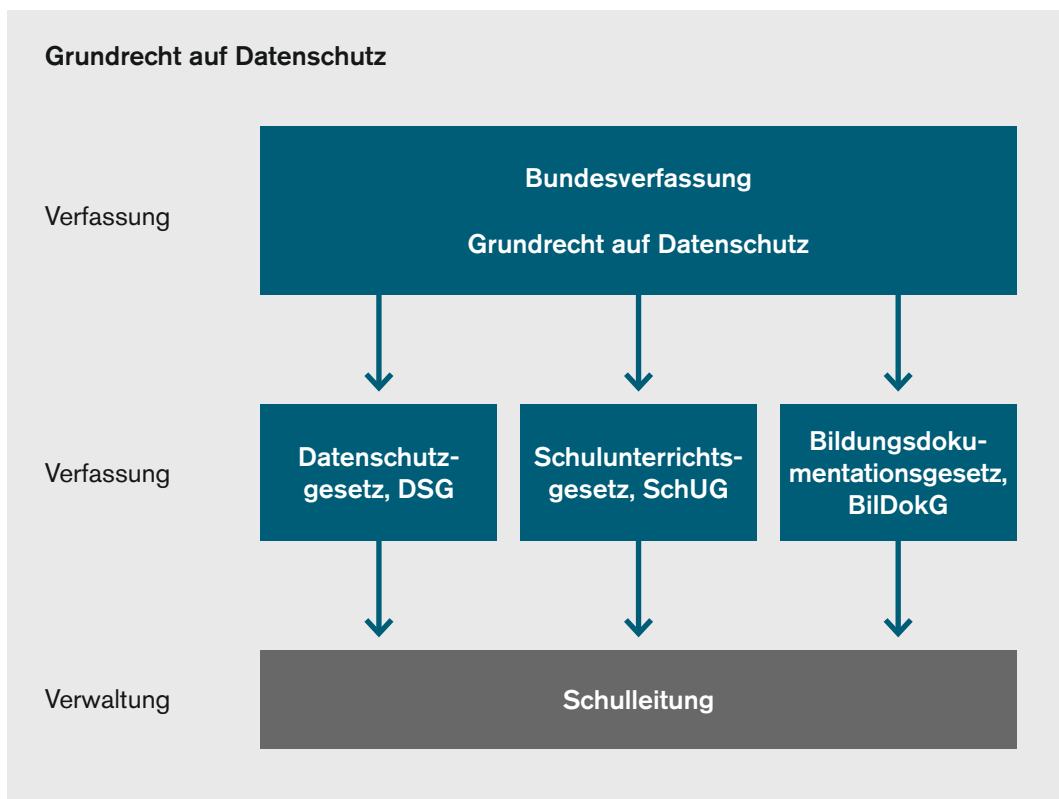 Grundrecht auf Datenschutz
Verfassung
Bundesverfassung
Grundrecht auf Datenschutz
Verfassung
Datenschutz-
gesetz, DSG
Schulunterrichts-
gesetz, SchUG
Bildungsdoku-
mentationsgesetz,
BilDokG
Verwaltung
Schulleitung